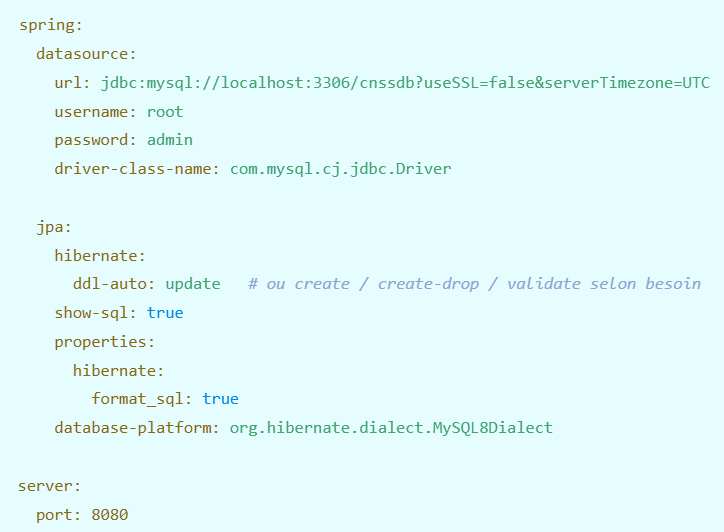 spring:
  datasource:
    url: jdbc:mysql://localhost:3306/cnssdb?useSSL=false&serverTimezone=UTC
    username: root
    password: admin
    driver-class-name: com.mysql.cj.jdbc.Driver
  jpa:
    hibernate:
      ddl-auto: update   # ou create / create-drop / validate selon besoin
    show-sql: true
    properties:
      hibernate:
        format_sql: true
    database-platform: org.hibernate.dialect.MySQL8Dialect
server:
  port: 8080